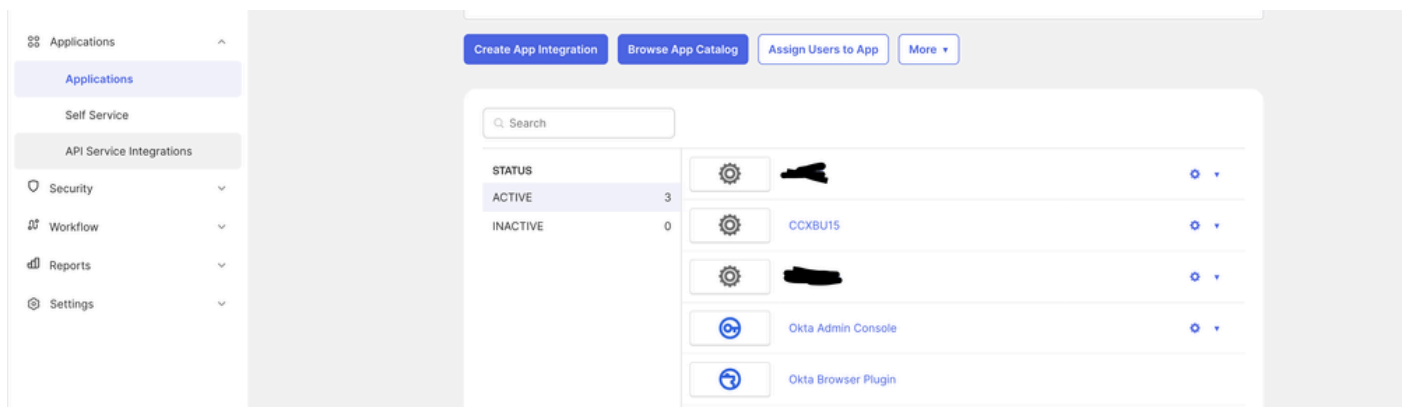 Applications
Applications
Self Service
API Service Integrations
Security
Workflow
Reports
Settings
Create App Integration
Browse App Catalog
Assign Users to App
More
Search
STATUS
ACTIVE 3
INACTIVE 0
CCXBU15
Okta Admin Console
Okta Browser Plugin